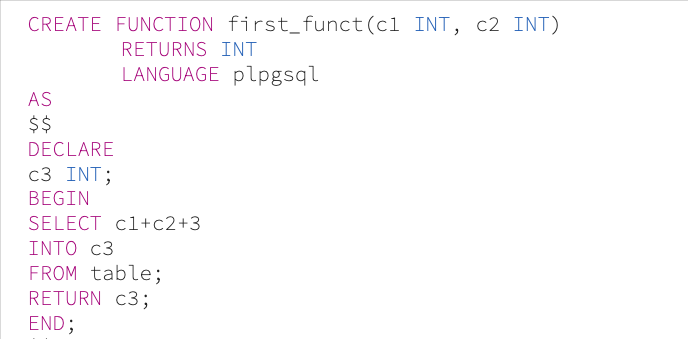 CREATE FUNCTION first_funct(c1 INT, c2 INT)
RETURNS INT
LANGUAGE plpgsql
AS
$$
DECLARE
c3 INT;
BEGIN
SELECT c1+c2+3
INTO c3
FROM table;
RETURN c3;
END;